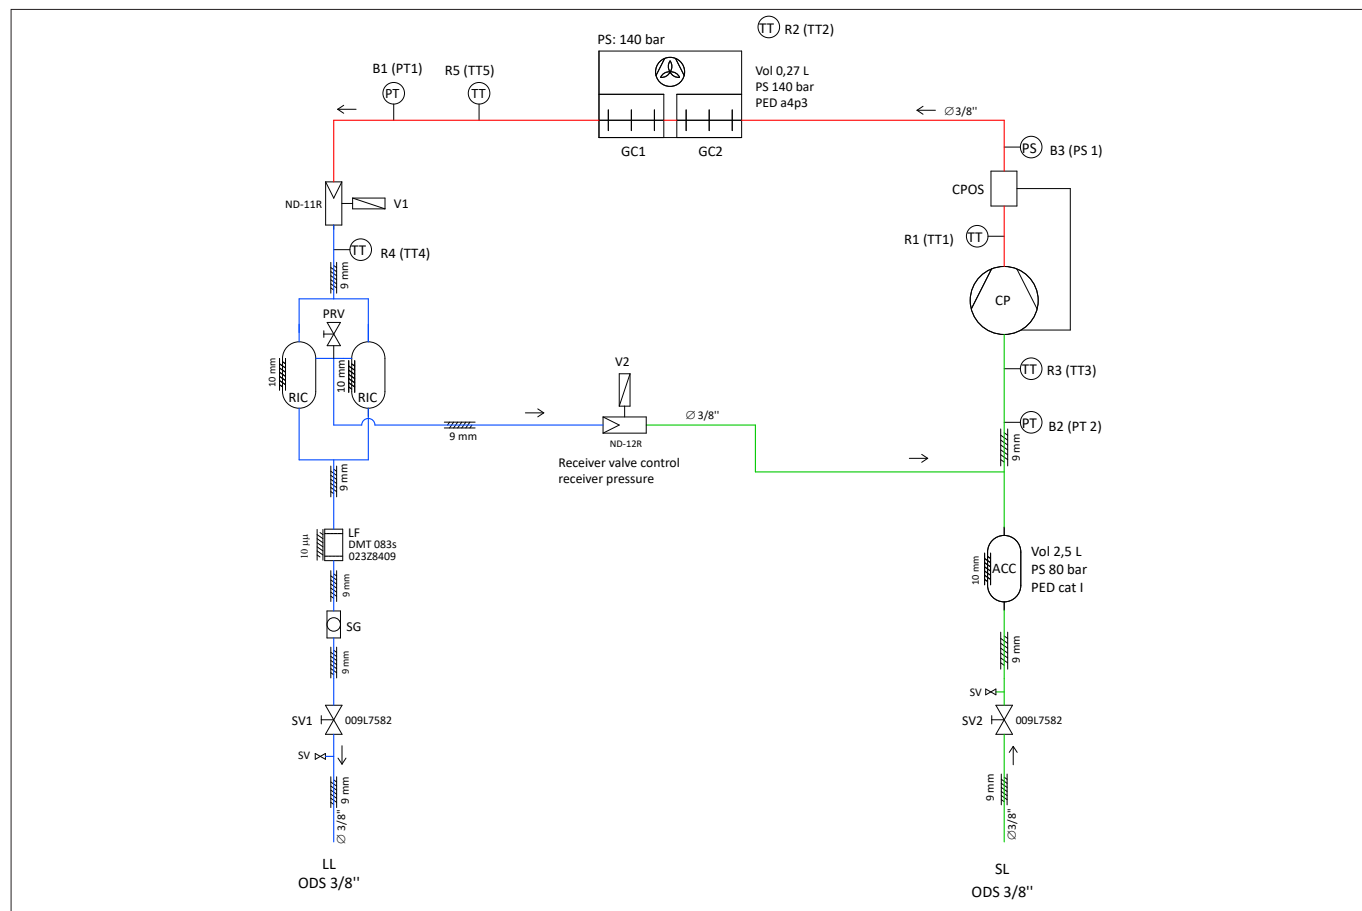 TT R2 (TT2)
PS: 140 bar
B1 (PT1)
R5 (TT5)
Vol 0,27 L
PS 140 bar
PED a4p3
PT
TT
∅ 3/8''
GC1
GC2
PS B3 (PS 1)
CPOS
ND-11R
V1
R1 (TT1) TT
TT R4 (TT4)
9 mm
CP
PRV
10 mm
RIC
10 mm
RIC
V2
TT R3 (TT3)
∅ 3/8''
PT B2 (PT 2)
9 mm
9 mm
ND-12R
Receiver valve control
receiver pressure
9 mm
10 µµ
LF
DMT 083s
023Z8409
10 mm
ACC
Vol 2,5 L
PS 80 bar
PED cat I
9 mm
SG
9 mm
9 mm
SV
SV1
009L7582
SV2
009L7582
SV
9 mm
9 mm
∅ 3/8"
∅3/8"
LL
ODS 3/8''
SL
ODS 3/8''